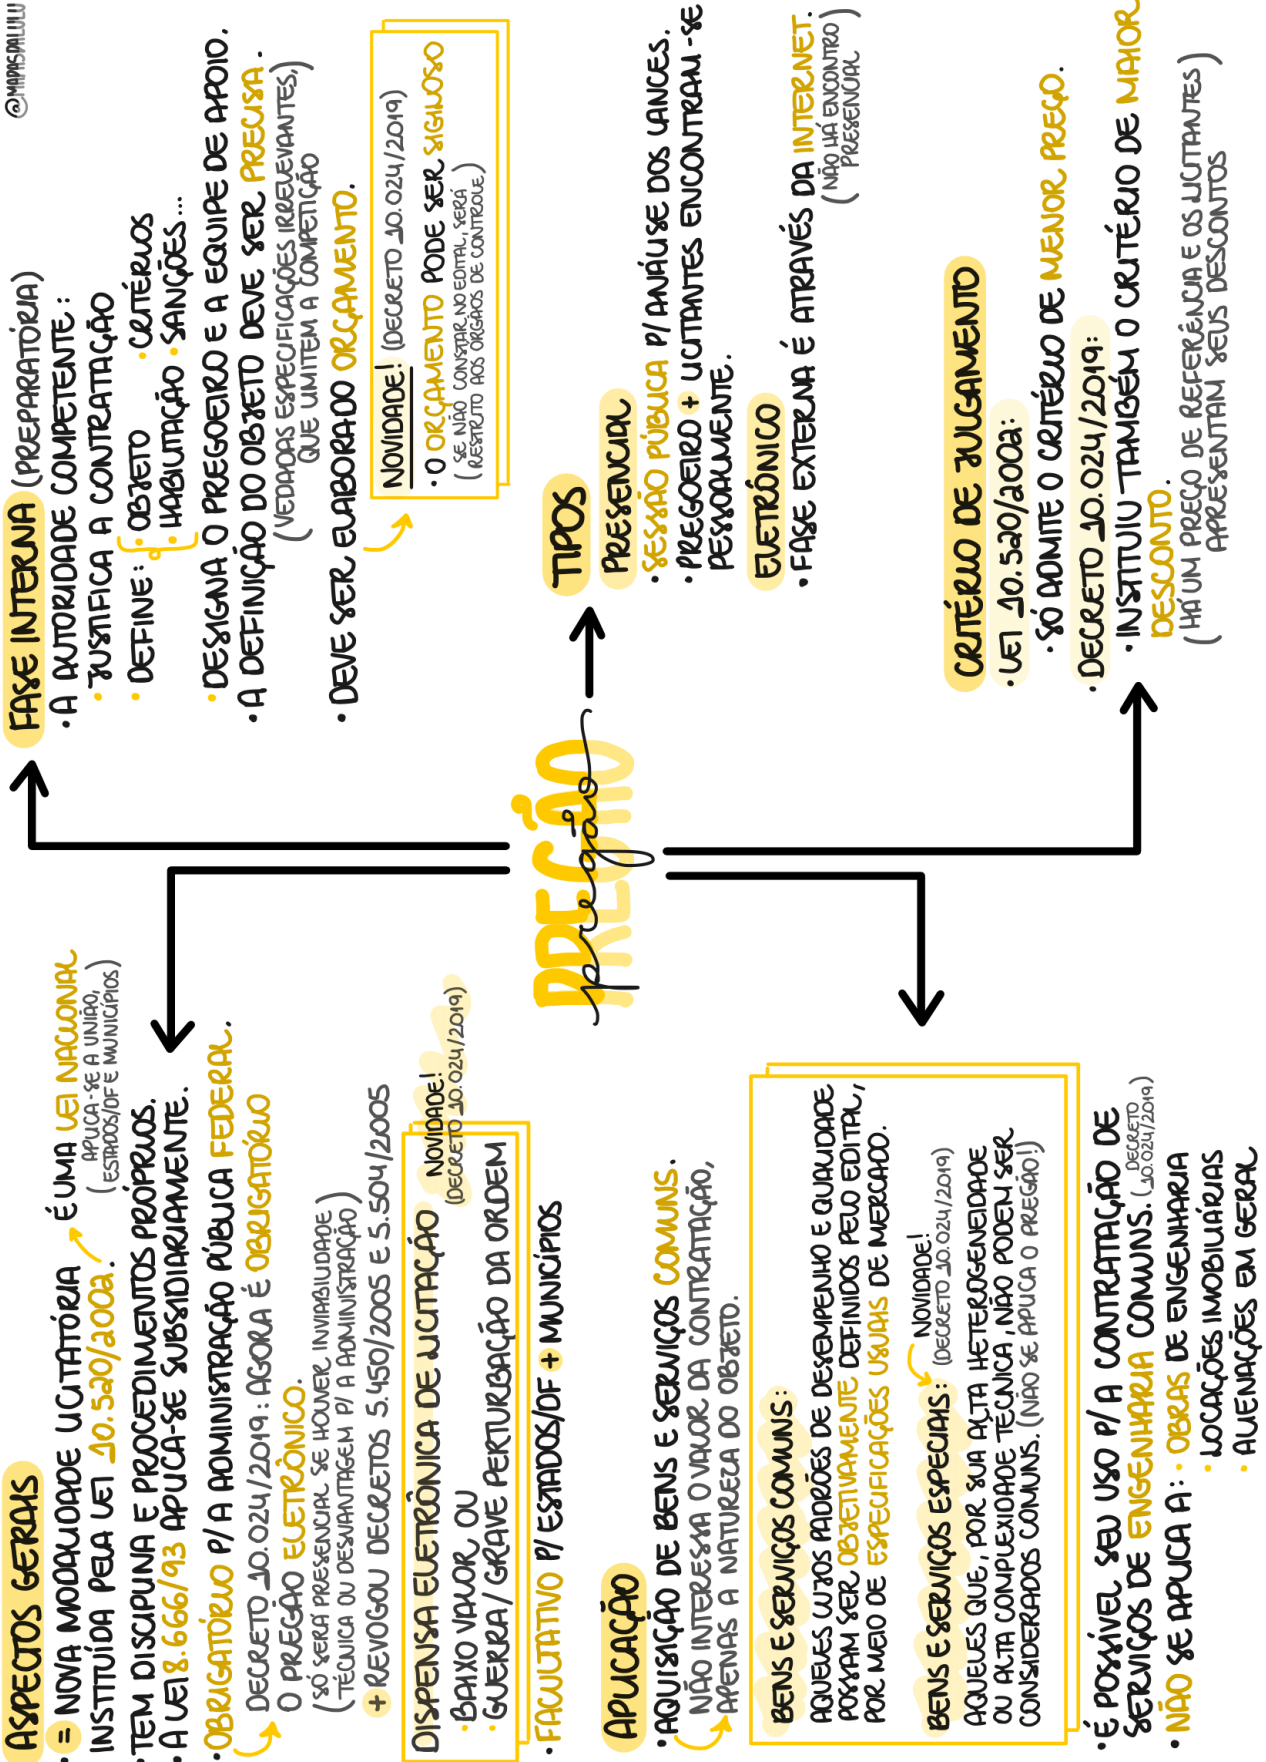 ASPECTOS GERAIS
• = NOVA MODALIDADE LICITATÓRIA
INSTITUÍDA PELA LEI 10.520/2002.
É UMA LEI NACIONAL
(APLICA-SE A UNIÃO,
ESTADOS/DF E MUNICÍPIOS)
• TEM DISCIPLINA E PROCEDIMENTOS PRÓPRIOS.
• A LEI 8.666/93 APLICA-SE SUBSIDIARIAMENTE.
• OBRIGATÓRIO P/ A ADMINISTRAÇÃO PÚBLICA FEDERAL.
DECRETO 10.024/2019: AGORA É OBRIGATÓRIO
O PREGÃO ELETRÔNICO.
(SÓ SERÁ PRESENCIAL SE HOUVER INVIABILIDADE
TÉCNICA OU DESVANTAGEM P/ A ADMINISTRAÇÃO)
+ REVOGOU DECRETOS 5.450/2005 E 5.504/2005
DISPENSA ELETRÔNICA DE LICITAÇÃO
NOVIDADE!
(DECRETO 10.024/2019)
• BAIXO VALOR OU
• GUERRA/GRAVE PERTURBAÇÃO DA ORDEM
• FACULTATIVO P/ ESTADOS/DF + MUNICÍPIOS
APLICAÇÃO
• AQUISIÇÃO DE BENS E SERVIÇOS COMUNS.
NÃO INTERESSA O VALOR DA CONTRATAÇÃO,
APENAS A NATUREZA DO OBJETO.
BENS E SERVIÇOS COMUNS:
AQUELES CUJOS PADRÕES DE DESEMPENHO E QUALIDADE
POSSAM SER OBJETIVAMENTE DEFINIDOS PELO EDITAL,
POR MEIO DE ESPECIFICAÇÕES USUAIS DE MERCADO.
BENS E SERVIÇOS ESPECIAIS:
NOVIDADE!
(DECRETO 10.024/2019)
AQUELES QUE, POR SUA ALTA HETEROGENEIDADE
OU ALTA COMPLEXIDADE TÉCNICA, NÃO PODEM SER
CONSIDERADOS COMUNS. (NÃO SE APLICA O PREGÃO!)
• É POSSÍVEL SEU USO P/ A CONTRATAÇÃO DE
SERVIÇOS DE ENGENHARIA COMUNS. (DECRETO
10.024/2019)
• NÃO SE APLICA A: • OBRAS DE ENGENHARIA
• LOCAÇÕES IMOBILIÁRIAS
• ALIENAÇÕES EM GERAL
PREGÃO
pregão
@MAPASDALULU
FASE INTERNA (PREPARATÓRIA)
• A AUTORIDADE COMPETENTE:
• JUSTIFICA A CONTRATAÇÃO
• DEFINE: • OBJETO • CRITÉRIOS
• HABILITAÇÃO • SANÇÕES...
• DESIGNA O PREGOEIRO E A EQUIPE DE APOIO.
• A DEFINIÇÃO DO OBJETO DEVE SER PRECISA.
(VEDADAS ESPECIFICAÇÕES IRRELEVANTES,
QUE LIMITEM A COMPETIÇÃO)
• DEVE SER ELABORADO ORÇAMENTO.
NOVIDADE! (DECRETO 10.024/2019)
• O ORÇAMENTO PODE SER SIGILOSO
(SE NÃO CONSTAR NO EDITAL, SERÁ
RESTRITO AOS ORGÃOS DE CONTROLE)
TIPOS
PRESENCIAL
• SESSÃO PÚBLICA P/ ANÁLISE DOS LANCES.
• PREGOEIRO + LICITANTES ENCONTRAM-SE
PESSOALMENTE.
ELETRÔNICO
• FASE EXTERNA É ATRAVÉS DA INTERNET.
(NÃO HÁ ENCONTRO
PRESENCIAL)
CRITÉRIO DE JULGAMENTO
• LEI 10.520/2002:
• SÓ ADMITE O CRITÉRIO DE MENOR PREÇO.
• DECRETO 10.024/2019:
• INSTITUIU TAMBÉM O CRITÉRIO DE MAIOR
DESCONTO.
(HÁ UM PREÇO DE REFERÊNCIA E OS LICITANTES
APRESENTAM SEUS DESCONTOS)